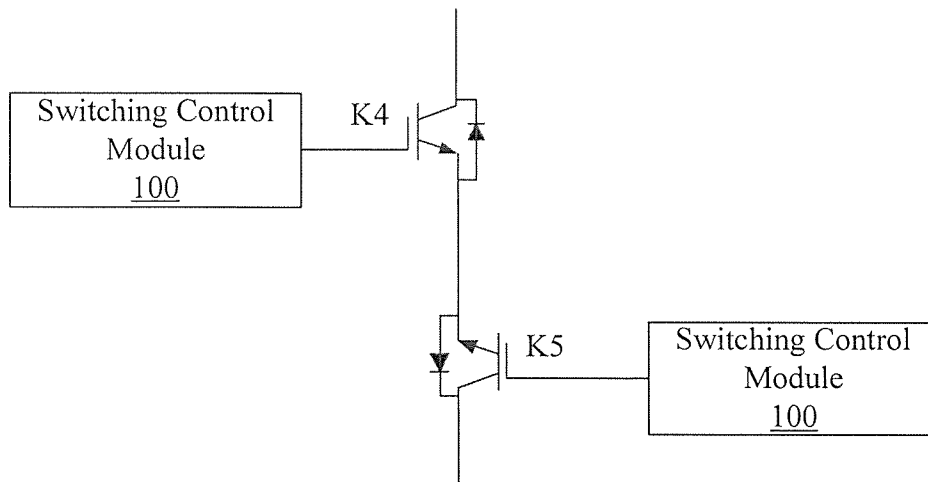 Switching Control
Module
100
K4
K5
Switching Control
Module
100